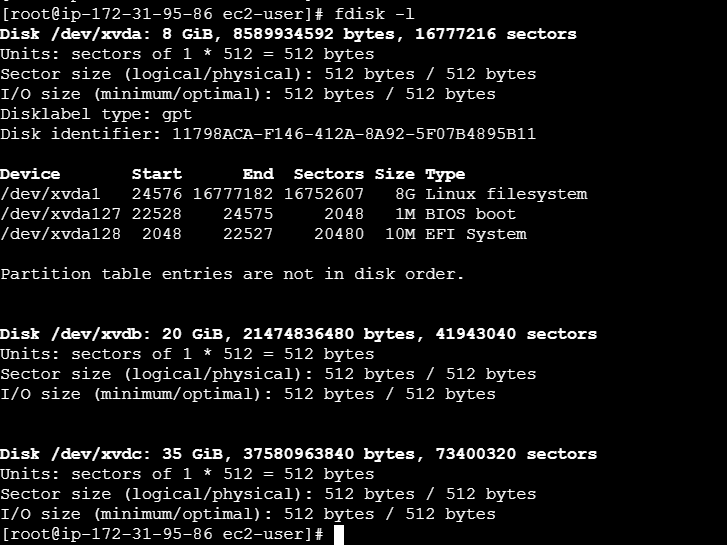 [root@ip-172-31-95-86 ec2-user]# fdisk -l
Disk /dev/xvda: 8 GiB, 8589934592 bytes, 16777216 sectors
Units: sectors of 1 * 512 = 512 bytes
Sector size (logical/physical): 512 bytes / 512 bytes
I/O size (minimum/optimal): 512 bytes / 512 bytes
Disklabel type: gpt
Disk identifier: 11798ACA-F146-412A-8A92-5F07B4895B11

Device       Start      End  Sectors Size Type
/dev/xvda1   24576 16777182 16752607   8G Linux filesystem
/dev/xvda127 22528    24575     2048   1M BIOS boot
/dev/xvda128  2048    22527    20480  10M EFI System

Partition table entries are not in disk order.


Disk /dev/xvdb: 20 GiB, 21474836480 bytes, 41943040 sectors
Units: sectors of 1 * 512 = 512 bytes
Sector size (logical/physical): 512 bytes / 512 bytes
I/O size (minimum/optimal): 512 bytes / 512 bytes


Disk /dev/xvdc: 35 GiB, 37580963840 bytes, 73400320 sectors
Units: sectors of 1 * 512 = 512 bytes
Sector size (logical/physical): 512 bytes / 512 bytes
I/O size (minimum/optimal): 512 bytes / 512 bytes
[root@ip-172-31-95-86 ec2-user]#